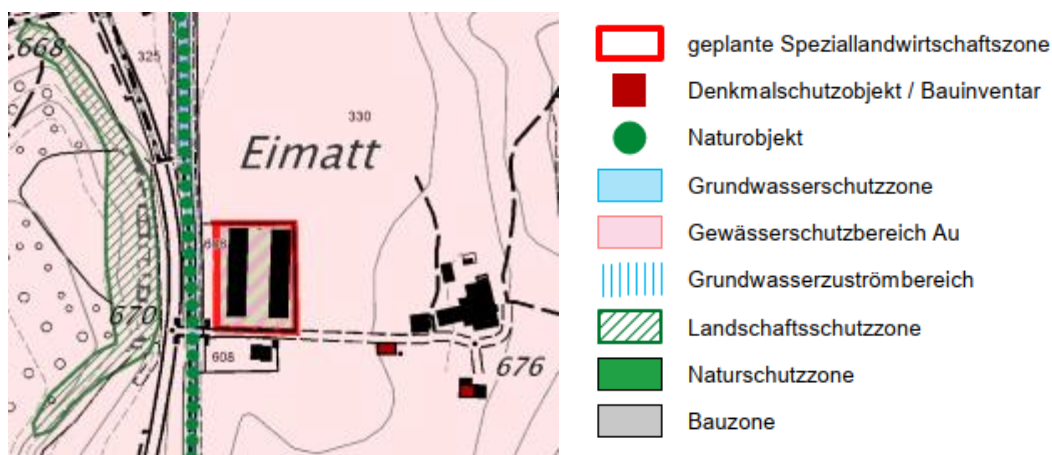 668
325
330
Eimatt
670
608
676
geplante Speziallandwirtschaftszone
Denkmalschutzobjekt / Bauinventar
Naturobjekt
Grundwasserschutzzone
Gewässerschutzbereich Au
Grundwasserzuströmbereich
Landschaftsschutzzone
Naturschutzzone
Bauzone